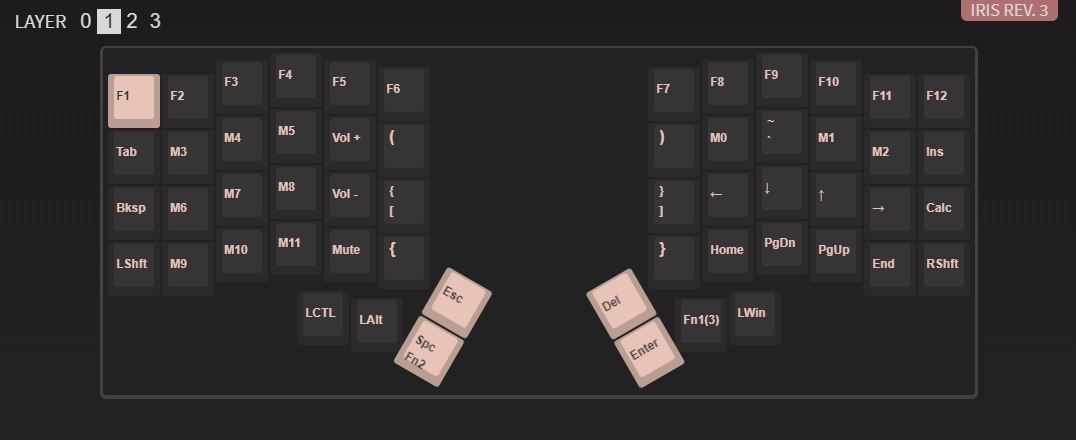 LAYER 0 1 2 3
IRIS REV. 3
F1 F2 F3 F4 F5 F6 F7 F8 F9 F10 F11 F12
Tab M3 M4 M5 Vol + ( ) M0 ~ ` M1 M2 Ins
Bksp M6 M7 M8 Vol - { [ } ] ← ↓ ↑ → Calc
LShft M9 M10 M11 Mute { } Home PgDn PgUp End RShft
Esc Del
LCTL LAlt Spc Fn2 Enter Fn1(3) LWin